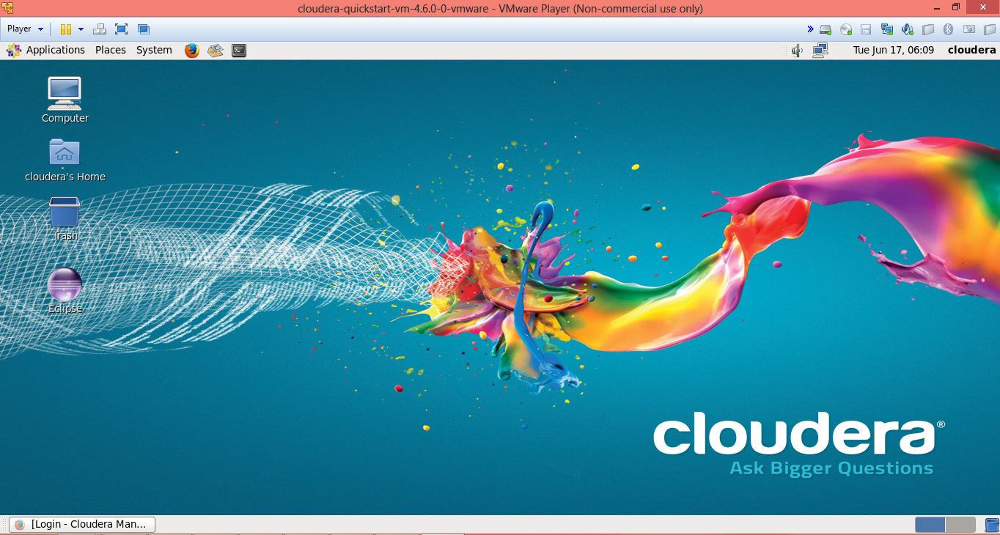 cloudera-quickstart-vm-4.6.0-0-vmware - VMware Player (Non-commercial use only)
Player
Applications Places System
Tue Jun 17, 06:09 cloudera
Computer
cloudera's Home
Trash
Eclipse
cloudera®
Ask Bigger Questions
[Login - Cloudera Man...